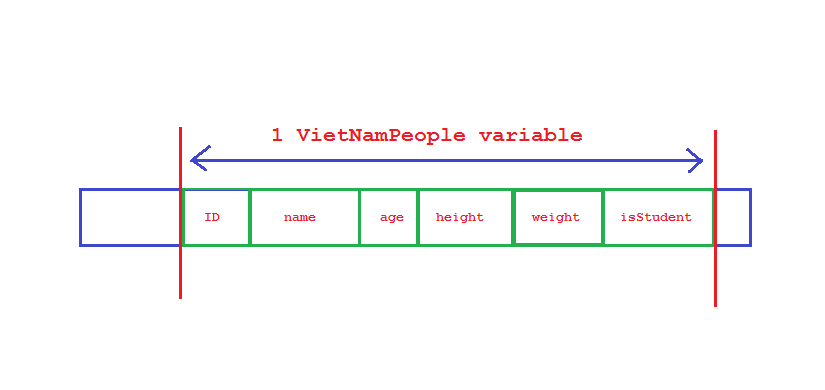 1 VietNamPeople variable
ID name age height weight isStudent